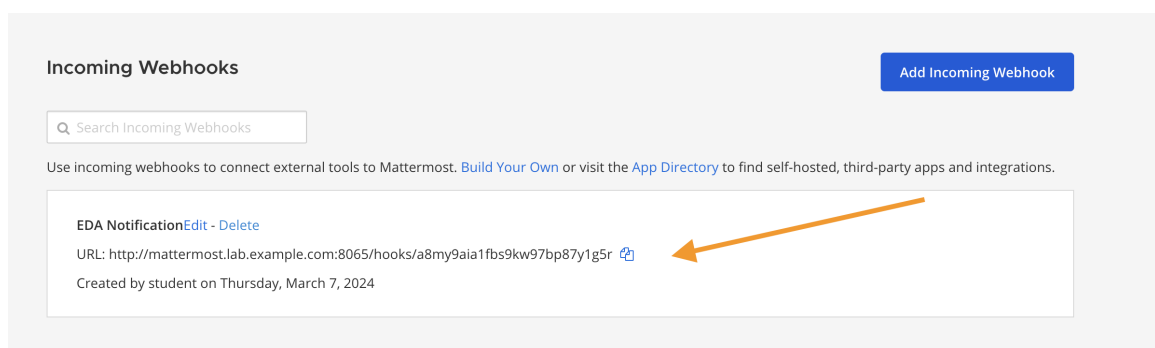 Incoming Webhooks
Add Incoming Webhook
Search Incoming Webhooks
Use incoming webhooks to connect external tools to Mattermost. Build Your Own or visit the App Directory to find self-hosted, third-party apps and integrations.
EDA NotificationEdit - Delete
URL: http://mattermost.lab.example.com:8065/hooks/a8my9aia1fbs9kw97bp87y1g5r
Created by student on Thursday, March 7, 2024